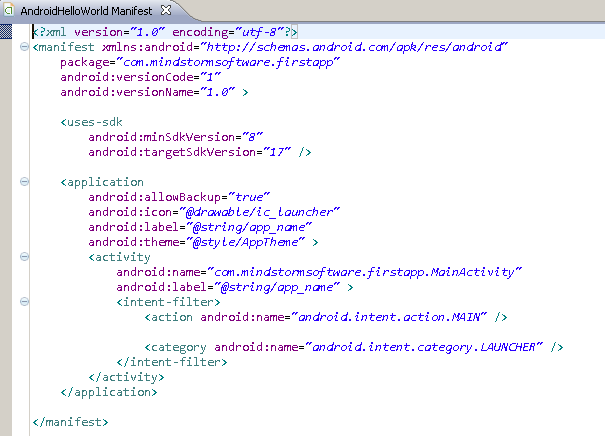 AndroidHelloWorld Manifest
<?xml version="1.0" encoding="utf-8"?>
<manifest xmlns:android="http://schemas.android.com/apk/res/android"
    package="com.mindstormsoftware.firstapp"
    android:versionCode="1"
    android:versionName="1.0" >

    <uses-sdk
        android:minSdkVersion="8"
        android:targetSdkVersion="17" />

    <application
        android:allowBackup="true"
        android:icon="@drawable/ic_launcher"
        android:label="@string/app_name"
        android:theme="@style/AppTheme" >
        <activity
            android:name="com.mindstormsoftware.firstapp.MainActivity"
            android:label="@string/app_name" >
            <intent-filter>
                <action android:name="android.intent.action.MAIN" />

                <category android:name="android.intent.category.LAUNCHER" />
            </intent-filter>
        </activity>
    </application>

</manifest>